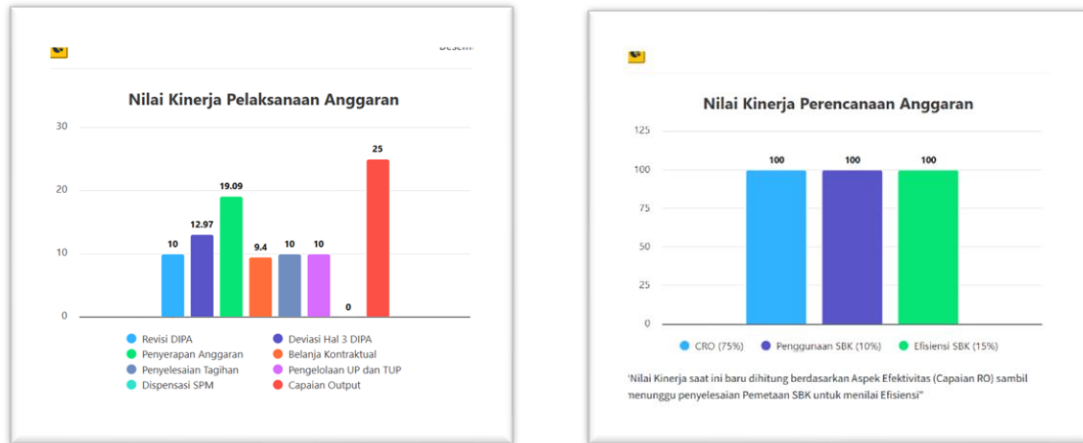 Nilai Kinerja Pelaksanaan Anggaran
30
20
10
0
10
12.97
19.09
9.4
10
10
0
25
Revisi DIPA
Deviasi Hal 3 DIPA
Penyerapan Anggaran
Belanja Kontraktual
Penyelesaian Tagihan
Pengelolaan UP dan TUP
Dispensasi SPM
Capaian Output
Nilai Kinerja Perencanaan Anggaran
125
100
75
50
25
0
100
100
100
CRO (75%)
Penggunaan SBK (10%)
Efisiensi SBK (15%)
"Nilai Kinerja saat ini baru dihitung berdasarkan Aspek Efektivitas (Capaian RO) sambil
menunggu penyelesaian Pemetaan SBK untuk menilai Efisiensi"